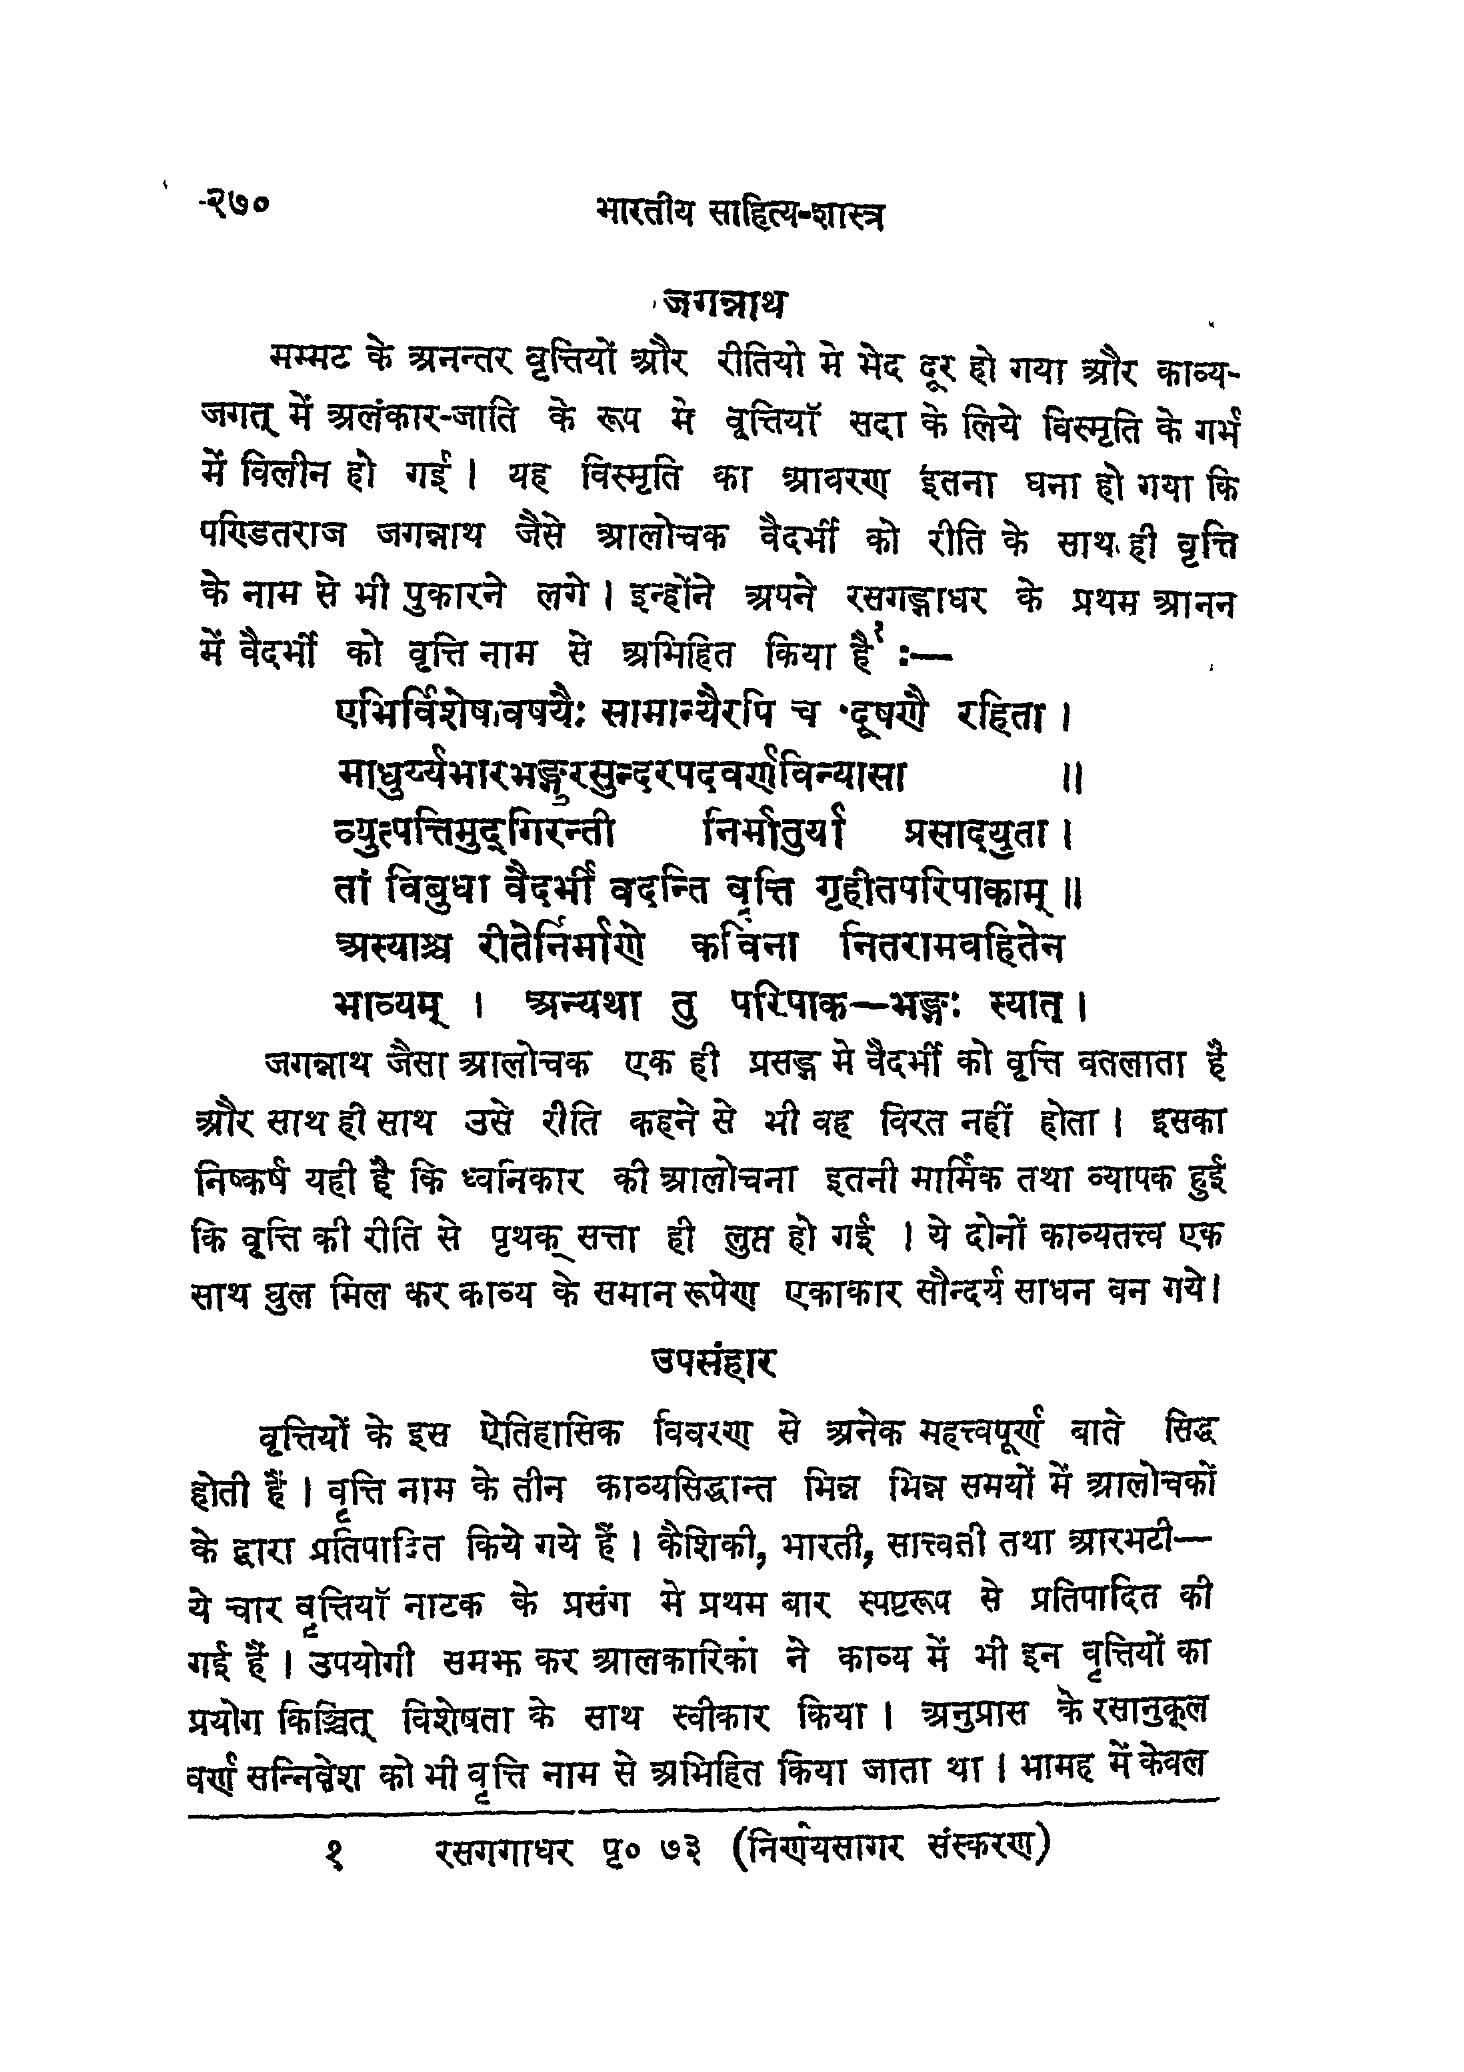 २७०
भारतीय साहित्य-शास्त्र
जगन्नाथ
मम्मट के अनन्तर वृत्तियों और रीतियो मे भेद दूर हो गया और काव्य-
जगत् में अलंकार-जाति के रूप मे वृत्तियाॅ सदा के लिये विस्मृति के गर्भ
में विलीन हो गई । यह विस्मृति का आवरण इतना घना हो गया कि
पण्डितराज जगन्नाथ जैसे आलोचक वैदर्भी को रीति के साथ ही वृत्ति
के नाम से भी पुकारने लगे । इन्होंने अपने रसगङ्गाधर के प्रथम आनन
में वैदर्भी को वृत्ति नाम से अभिहित किया है१ :—
एभिर्विशेषविषयैः सामान्यैरपि च दूषणै रहिता ।
माधुर्य्यभारभङ्गुरसुन्दरपदवर्णविन्यासा ॥
व्युत्पत्तिमुद्गिरन्ती निर्मातुर्या प्रसादयुता ।
तां विबुधा वैदर्भीं वदन्ति वृत्तिं गृहीतपरिपाकाम् ॥
अस्याश्च रीतेर्निर्माणे कविना नितरामवहितेन
भाव्यम् । अन्यथा तु परिपाक—भङ्गः स्यात् ।
जगन्नाथ जैसा आलोचक एक ही प्रसङ्ग मे वैदर्भी को वृत्ति वतलाता है
और साथ ही साथ उसे रीति कहने से भी वह विरत नहीं होता । इसका
निष्कर्ष यही है कि ध्वनिकार की आलोचना इतनी मार्मिक तथा व्यापक हुई
कि वृत्ति की रीति से पृथक् सत्ता ही लुप्त हो गई । ये दोनों काव्यतत्त्व एक
साथ घुल मिल कर काव्य के समान रूपेण एकाकार सौन्दर्य साधन वन गये।
उपसंहार
वृत्तियों के इस ऐतिहासिक विवरण से अनेक महत्त्वपूर्ण बाते सिद्ध
होती हैं । वृत्ति नाम के तीन काव्यसिद्धान्त भिन्न भिन्न समयों में आलोचकों
के द्वारा प्रतिपादित किये गये हैं । कैशिकी, भारती, सात्त्वती तथा आरभटी—
ये चार वृत्तियाॅ नाटक के प्रसंग मे प्रथम बार स्पष्टरूप से प्रतिपादित की
गई हैं । उपयोगी समझ कर आलकारिकां ने काव्य में भी इन वृत्तियों का
प्रयोग किञ्चित् विशेषता के साथ स्वीकार किया । अनुप्रास के रसानुकूल
वर्ण सन्निवेश को भी वृत्ति नाम से अभिहित किया जाता था । भामह में केवल
१ रसगगाधर पृ० ७३ (निर्णयसागर संस्करण)